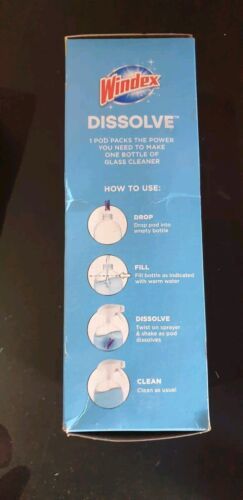 Windex
DISSOLVE™
1 POD PACKS THE POWER
YOU NEED TO MAKE
ONE BOTTLE OF
GLASS CLEANER
HOW TO USE:
DROP
Drop pod into
empty bottle
FILL
Fill bottle as indicated
with warm water
DISSOLVE
Twist on sprayer
& shake as pod
dissolves
CLEAN
Clean as usual